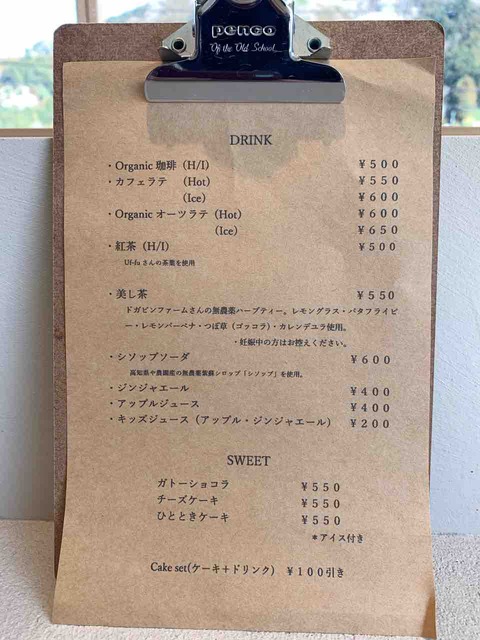 penco
"Of the Old School"
DRINK
・Organic 珈琲（H/I） ￥５００
・カフェラテ （Hot） ￥５５０
（Ice） ￥６００
・Organic オーツラテ（Hot） ￥６００
（Ice） ￥６５０
・紅茶（H/I） ￥５００
Uf-fu さんの茶葉を使用
・美し茶 ￥５５０
ドガビンファームさんの無農薬ハーブティー。レモングラス・バタフライピ
ー・レモンバーベナ・つぼ草（ゴッコラ）・カレンデュラ使用。
・妊娠中の方はお控えください。
・シソップソーダ ￥６００
高知県や農園産の無農薬紫蘇シロップ「シソップ」を使用。
・ジンジャエール ￥４００
・アップルジュース ￥４００
・キッズジュース（アップル・ジンジャエール） ￥２００
SWEET
ガトーショコラ ￥５５０
チーズケーキ ￥５５０
ひとときケーキ ￥５５０
＊アイス付き
Cake set(ケーキ＋ドリンク) ￥１００引き